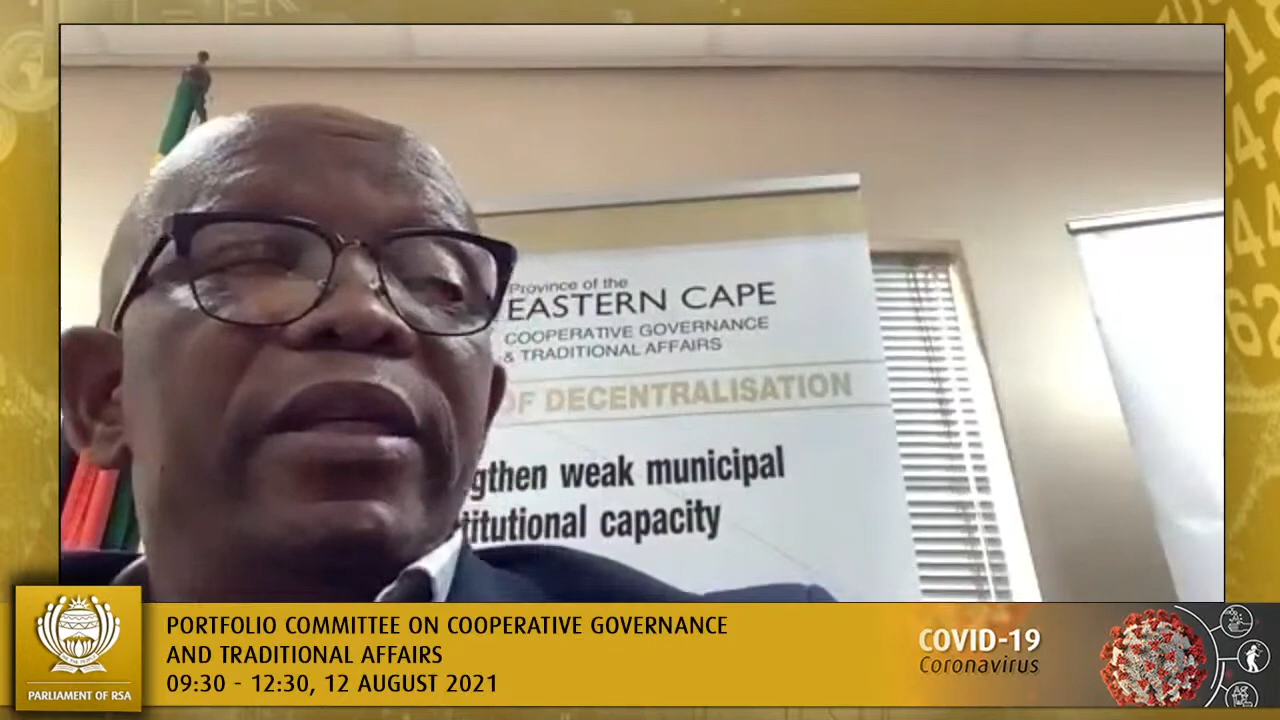 Province of the
EASTERN CAPE
COOPERATIVE GOVERNANCE
& TRADITIONAL AFFAIRS
OF DECENTRALISATION
gthen weak municipal
titutional capacity
PORTFOLIO COMMITTEE ON COOPERATIVE GOVERNANCE
AND TRADITIONAL AFFAIRS
09:30 - 12:30, 12 AUGUST 2021
PARLIAMENT OF RSA
COVID-19
Coronavirus